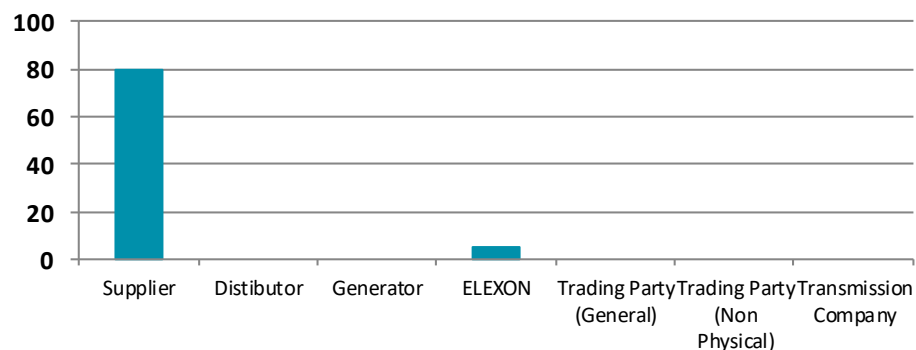 100
80
60
40
20
0
Supplier
Distibutor
Generator
ELEXON
Trading Party
(General)
Trading Party
(Non
Physical)
Transmission
Company